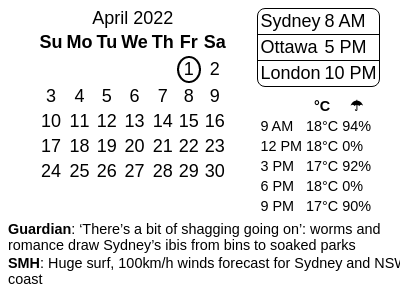 April 2022
Su Mo Tu We Th Fr Sa
1 2
3 4 5 6 7 8 9
10 11 12 13 14 15 16
17 18 19 20 21 22 23
24 25 26 27 28 29 30
Sydney 8 AM
Ottawa 5 PM
London 10 PM
°C ☂
9 AM 18°C 94%
12 PM 18°C 0%
3 PM 17°C 92%
6 PM 18°C 0%
9 PM 17°C 90%
Guardian: ‘There’s a bit of shagging going on’: worms and
romance draw Sydney’s ibis from bins to soaked parks
SMH: Huge surf, 100km/h winds forecast for Sydney and NSW
coast